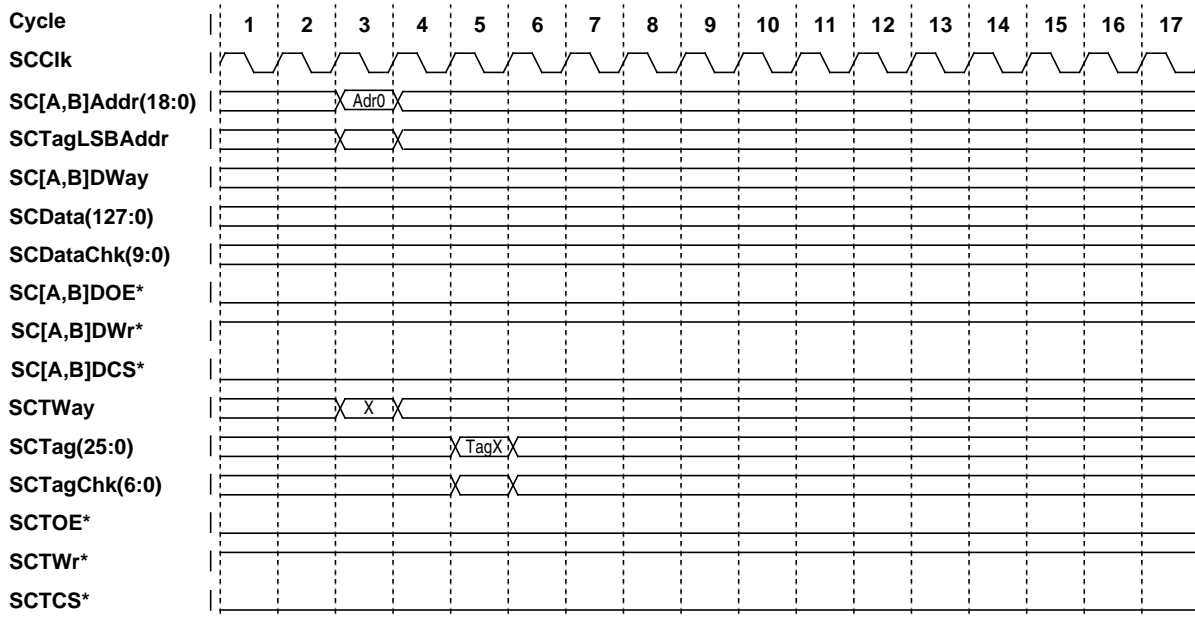 Cycle 1 2 3 4 5 6 7 8 9 10 11 12 13 14 15 16 17
SCClk
SC[A,B]Addr(18:0) Adr0
SCTagLSBAddr
SC[A,B]DWay
SCData(127:0)
SCDataChk(9:0)
SC[A,B]DOE*
SC[A,B]DWr*
SC[A,B]DCS*
SCTWay X
SCTag(25:0) TagX
SCTagChk(6:0)
SCTOE*
SCTWr*
SCTCS*